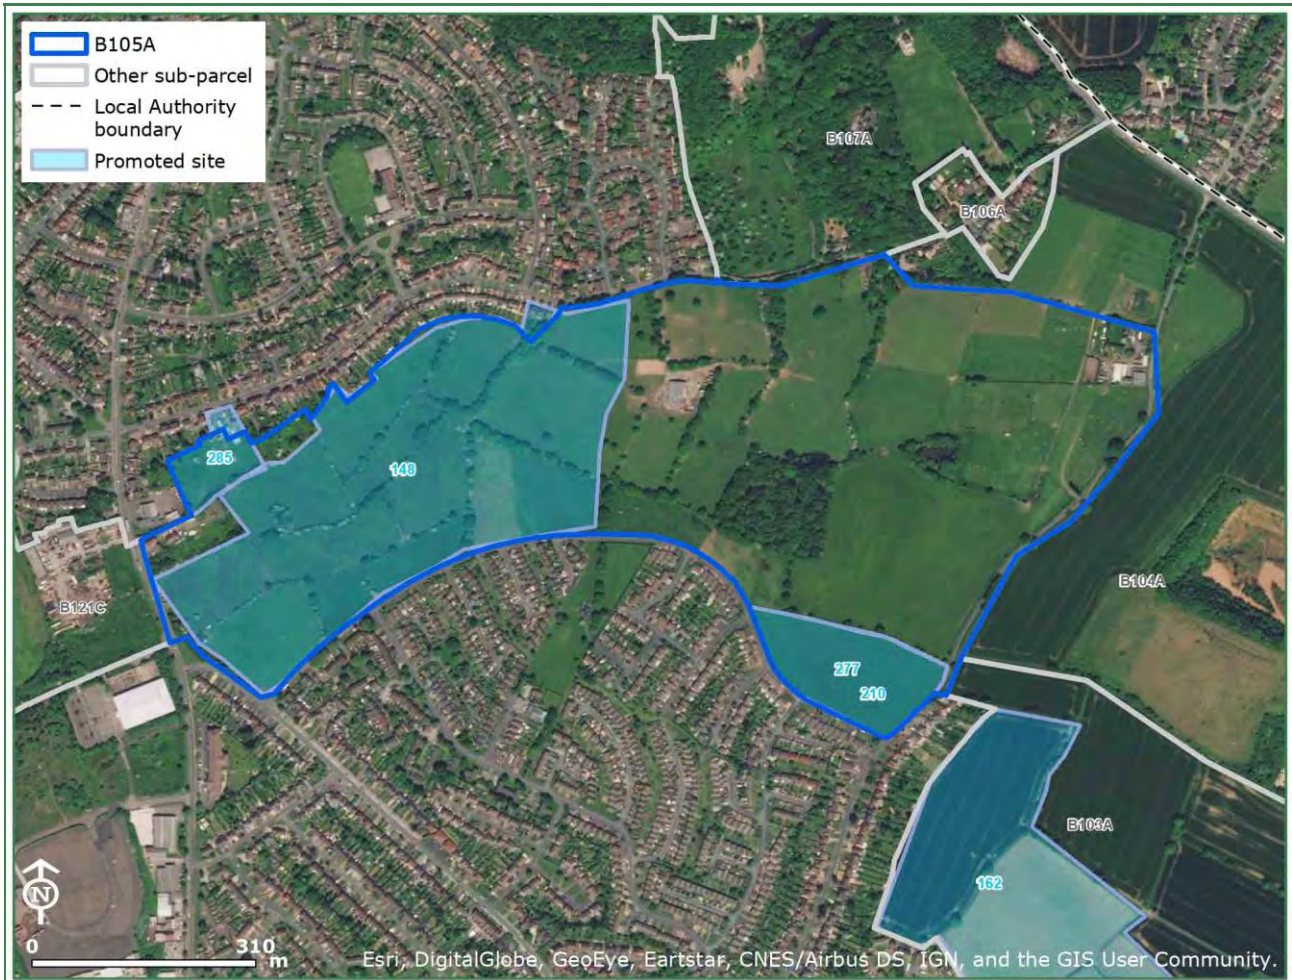 B105A
Other sub-parcel
Local Authority
boundary
Promoted site
B107A
B106A
285
148
B121C
B104A
277
210
B103A
162
N
0 310
m
Esri, DigitalGlobe, GeoEye, Eartstar, CNES/Airbus DS, IGN, and the GIS User Community.